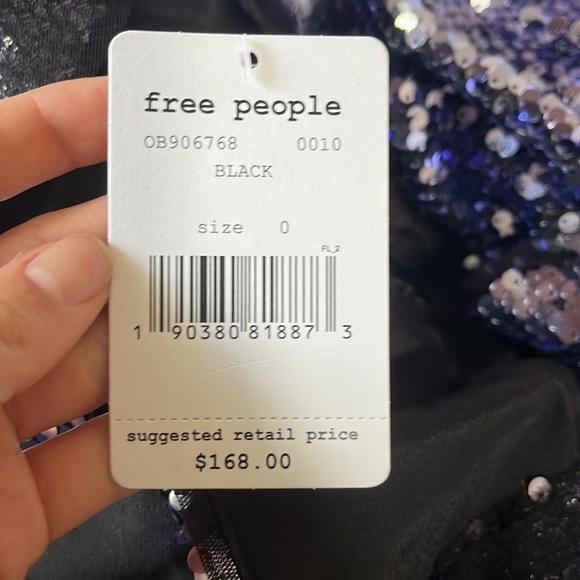 free people
OB906768 0010
BLACK
size 0
FL_2
1 90380 81887 3
suggested retail price
$168.00